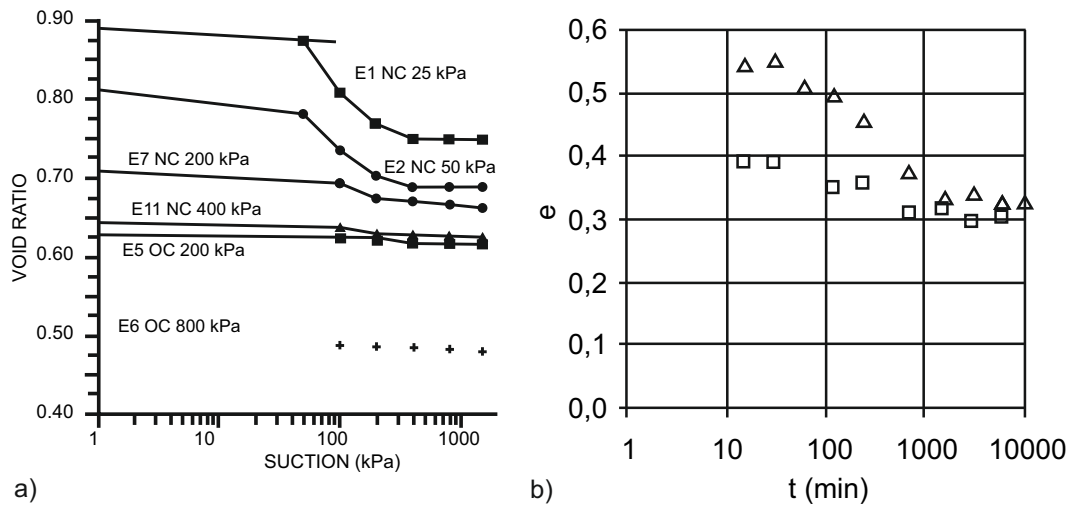 0.90
0.80
0.70
0.60
0.50
0.40
VOID RATIO
E1 NC 25 kPa
E7 NC 200 kPa
E2 NC 50 kPa
E11 NC 400 kPa
E5 OC 200 kPa
E6 OC 800 kPa
1
10
100
1000
SUCTION (kPa)
a)
0,6
0,5
0,4
0,3
0,2
0,1
0,0
e
1
10
100
1000
10000
t (min)
b)